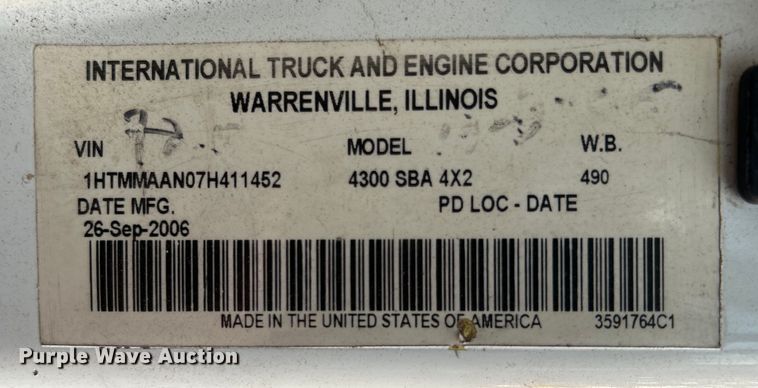 INTERNATIONAL TRUCK AND ENGINE CORPORATION
WARRENVILLE, ILLINOIS
VIN MODEL W.B.
1HTMMAAN07H411452 4300 SBA 4X2 490
DATE MFG. PD LOC - DATE
26-Sep-2006
MADE IN THE UNITED STATES OF AMERICA 3591764C1
Purple Wave Auction